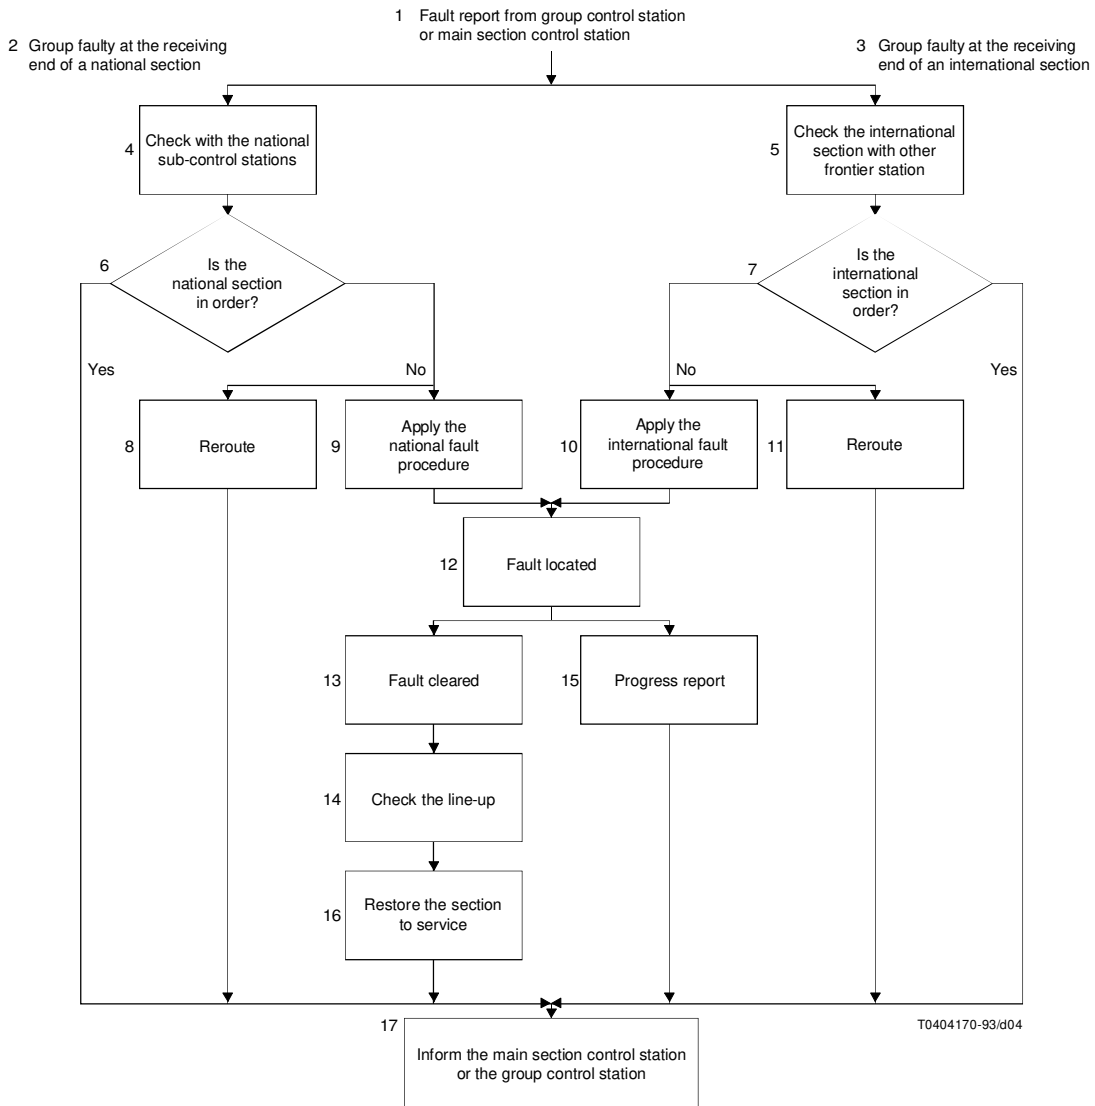 1 Fault report from group control station
or main section control station
2 Group faulty at the receiving
end of a national section
3 Group faulty at the receiving
end of an international section
4
Check with the national
sub-control stations
5
Check the international
section with other
frontier station
6
Is the
national section
in order?
7
Is the
international
section in
order?
Yes
No
No
Yes
8
Reroute
9
Apply the
national fault
procedure
10
Apply the
international fault
procedure
11
Reroute
12
Fault located
13
Fault cleared
15
Progress report
14
Check the line-up
16
Restore the section
to service
17
Inform the main section control station
or the group control station
T0404170-93/d04